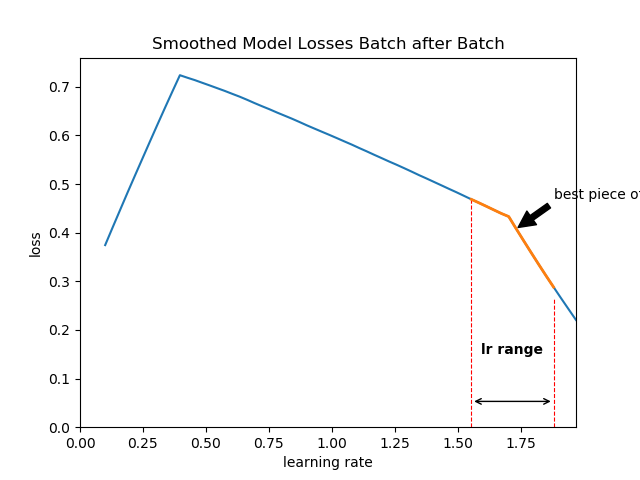 Smoothed Model Losses Batch after Batch
0.7
0.6
0.5
best piece of
0.4
loss
0.3
0.2
lr range
0.1
0.0
0.00 0.25 0.50 0.75 1.00 1.25 1.50 1.75
learning rate